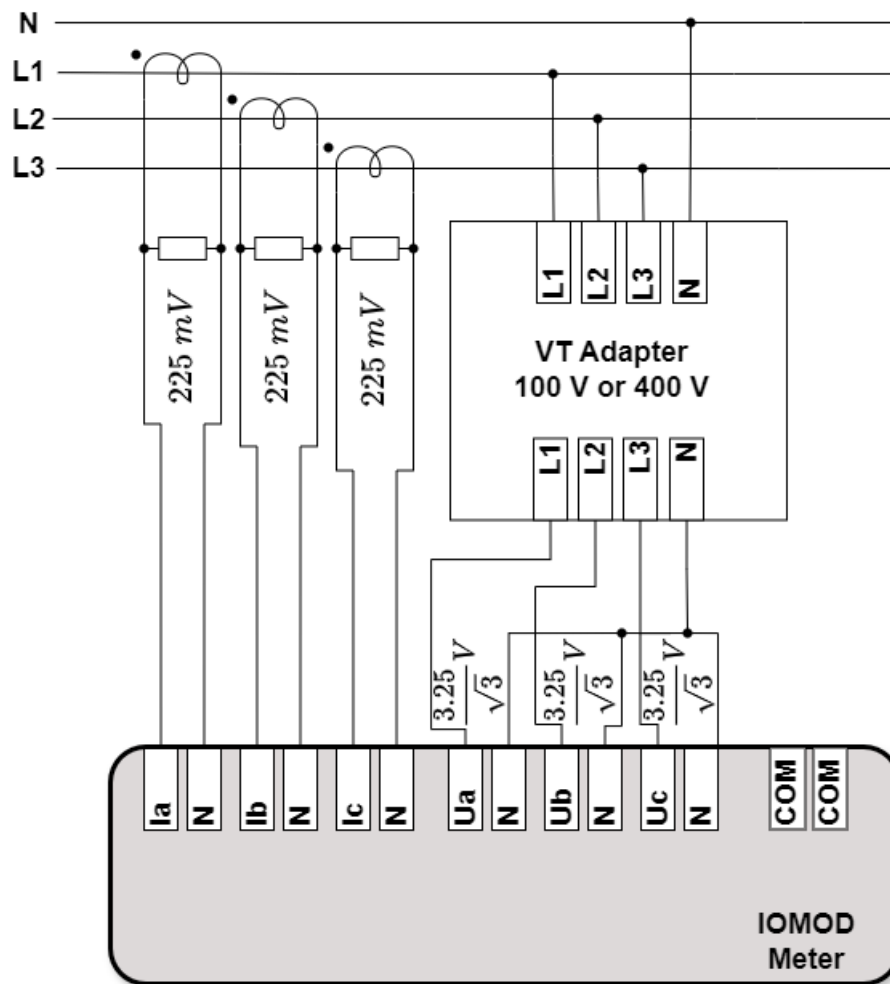 N
L1
L2
L3
225 mV
225 mV
225 mV
L1
L2
L3
N
VT Adapter
100 V or 400 V
L1
L2
L3
N
3.25/√3 V
3.25/√3 V
3.25/√3 V
Ia
N
Ib
N
Ic
N
Ua
N
Ub
N
Uc
N
COM
COM
IOMOD
Meter